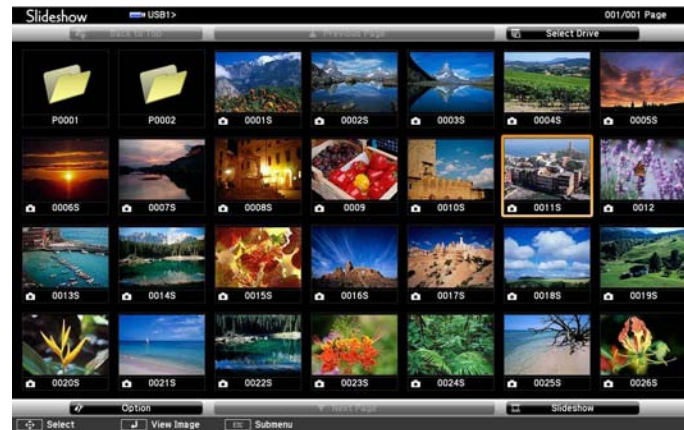 Slideshow USB1> 001/001 Page
Back to Top Previous Page Select Drive
P0001 P0002 0001S 0002S 0003S 0004S 0005S
0006S 0007S 0008S 0009 0010S 0011S 0012
0013S 0014S 0015S 0016S 0017S 0018S 0019S
0020S 0021S 0022S 0023S 0024S 0025S 0026S
Option Next Page Slideshow
Select View Image Esc Submenu